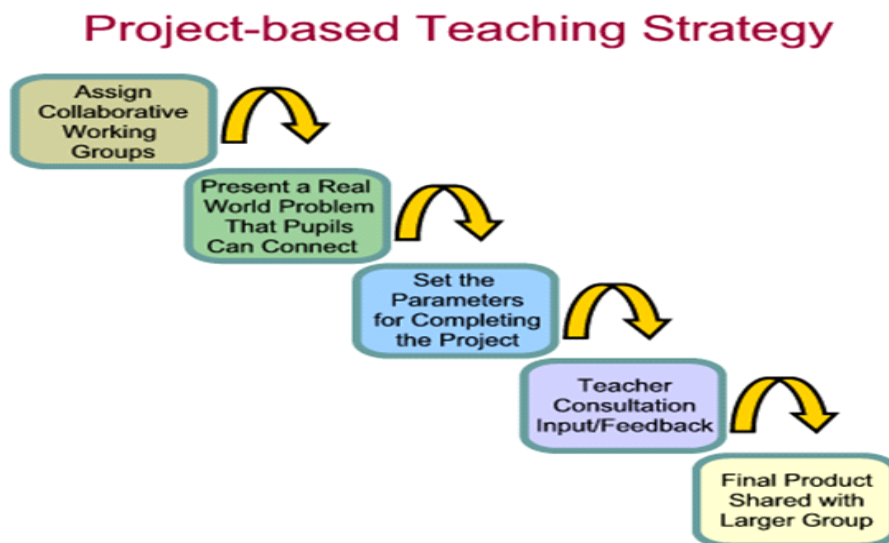 Project-based Teaching Strategy
Assign
Collaborative
Working
Groups
Present a Real
World Problem
That Pupils
Can Connect
Set the
Parameters
for Completing
the Project
Teacher
Consultation
Input/Feedback
Final Product
Shared with
Larger Group